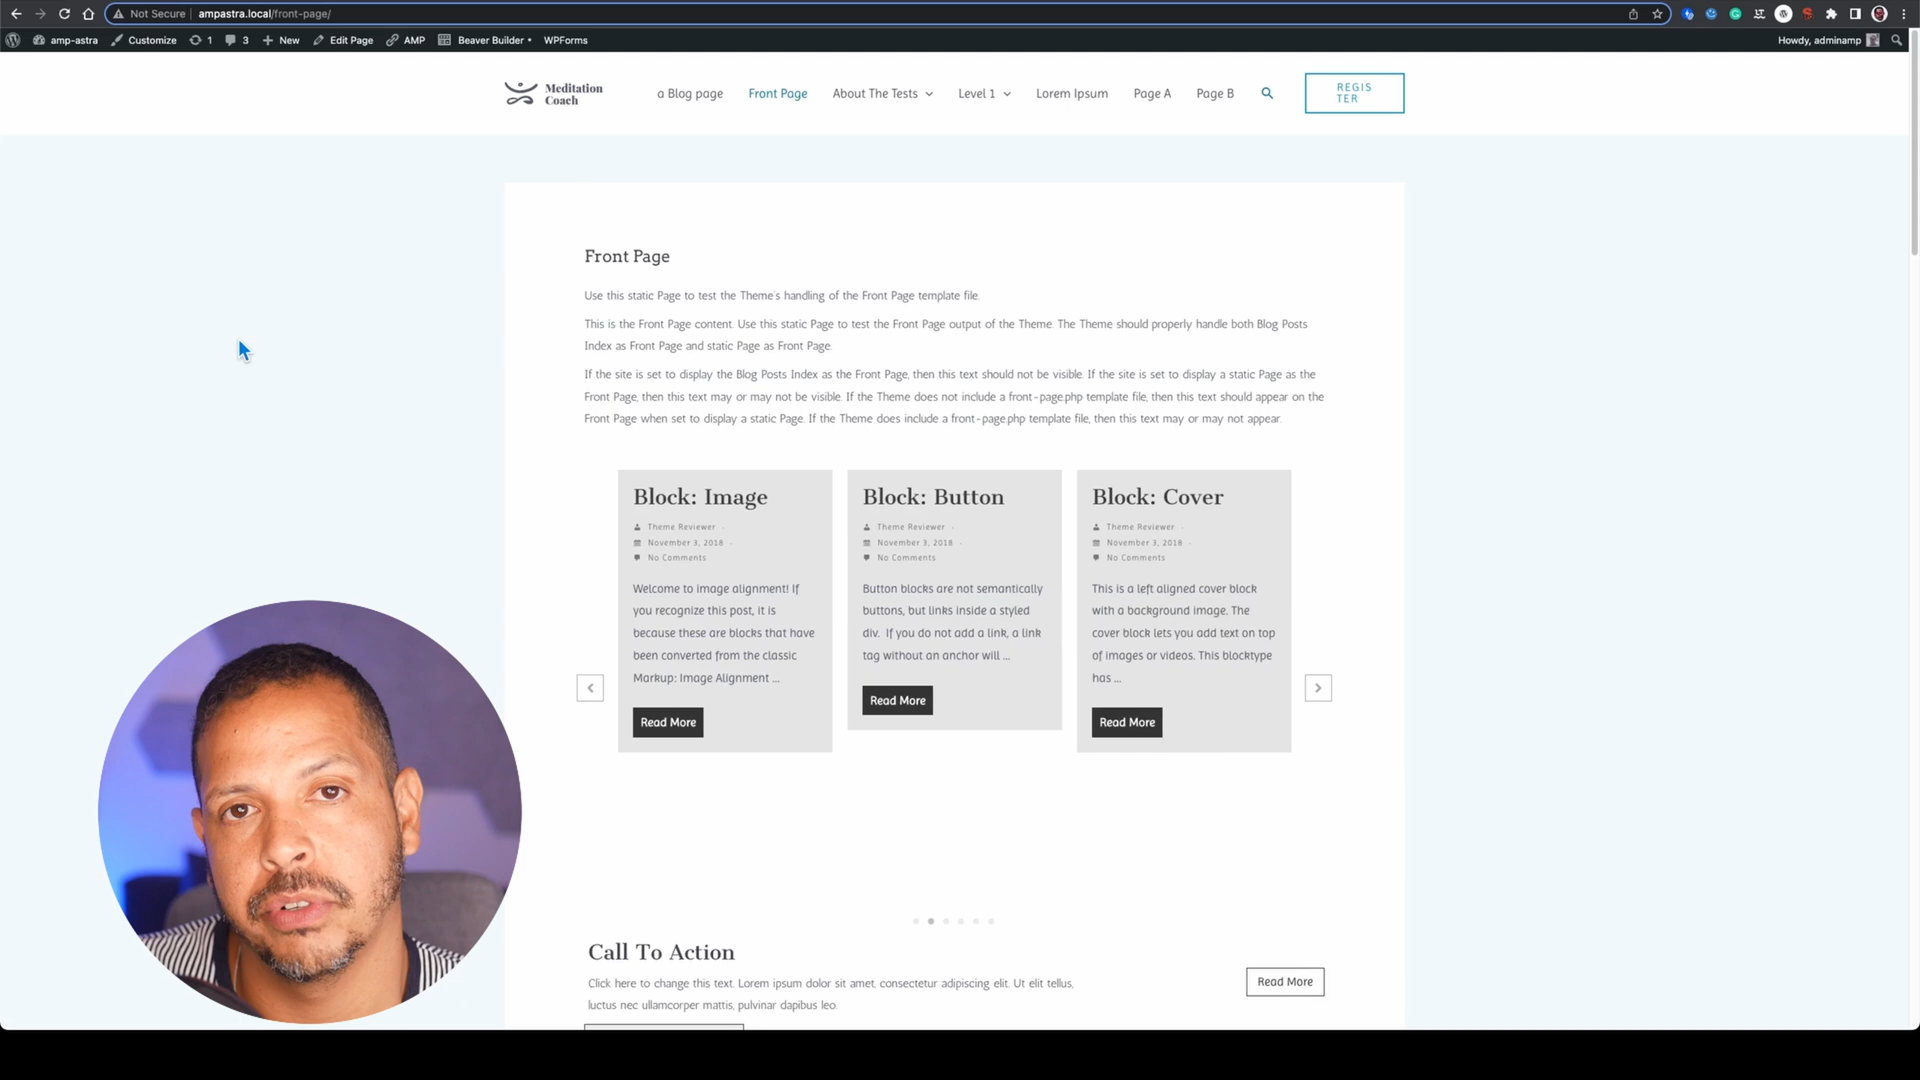 Not Secure ampastra.local/front-page/
amp-astra Customize 1 3 New Edit Page AMP Beaver Builder WPForms Howdy, adminamp
Meditation
Coach
a Blog page Front Page About The Tests Level 1 Lorem Ipsum Page A Page B
REGIS
TER
Front Page
Use this static Page to test the Theme's handling of the Front Page template file.
This is the Front Page content. Use this static Page to test the Front Page output of the Theme. The Theme should properly handle both Blog Posts
Index as Front Page and static Page as Front Page.
If the site is set to display the Blog Posts Index as the Front Page, then this text should not be visible. If the site is set to display a static Page as the
Front Page, then this text may or may not be visible. If the Theme does not include a front-page.php template file, then this text should appear on the
Front Page when set to display a static Page. If the Theme does include a front-page.php template file, then this text may or may not appear.
Block: Image
Theme Reviewer -
November 3, 2018 -
No Comments
Welcome to image alignment! If
you recognize this post, it is
because these are blocks that have
been converted from the classic
Markup: Image Alignment ...
Read More
Block: Button
Theme Reviewer -
November 3, 2018 -
No Comments
Button blocks are not semantically
buttons, but links inside a styled
div. If you do not add a link, a link
tag without an anchor will ...
Read More
Block: Cover
Theme Reviewer -
November 3, 2018 -
No Comments
This is a left aligned cover block
with a background image. The
cover block lets you add text on top
of images or videos. This blocktype
has ...
Read More
Call To Action
Click here to change this text. Lorem ipsum dolor sit amet, consectetur adipiscing elit. Ut elit tellus,
luctus nec ullamcorper mattis, pulvinar dapibus leo.
Read More